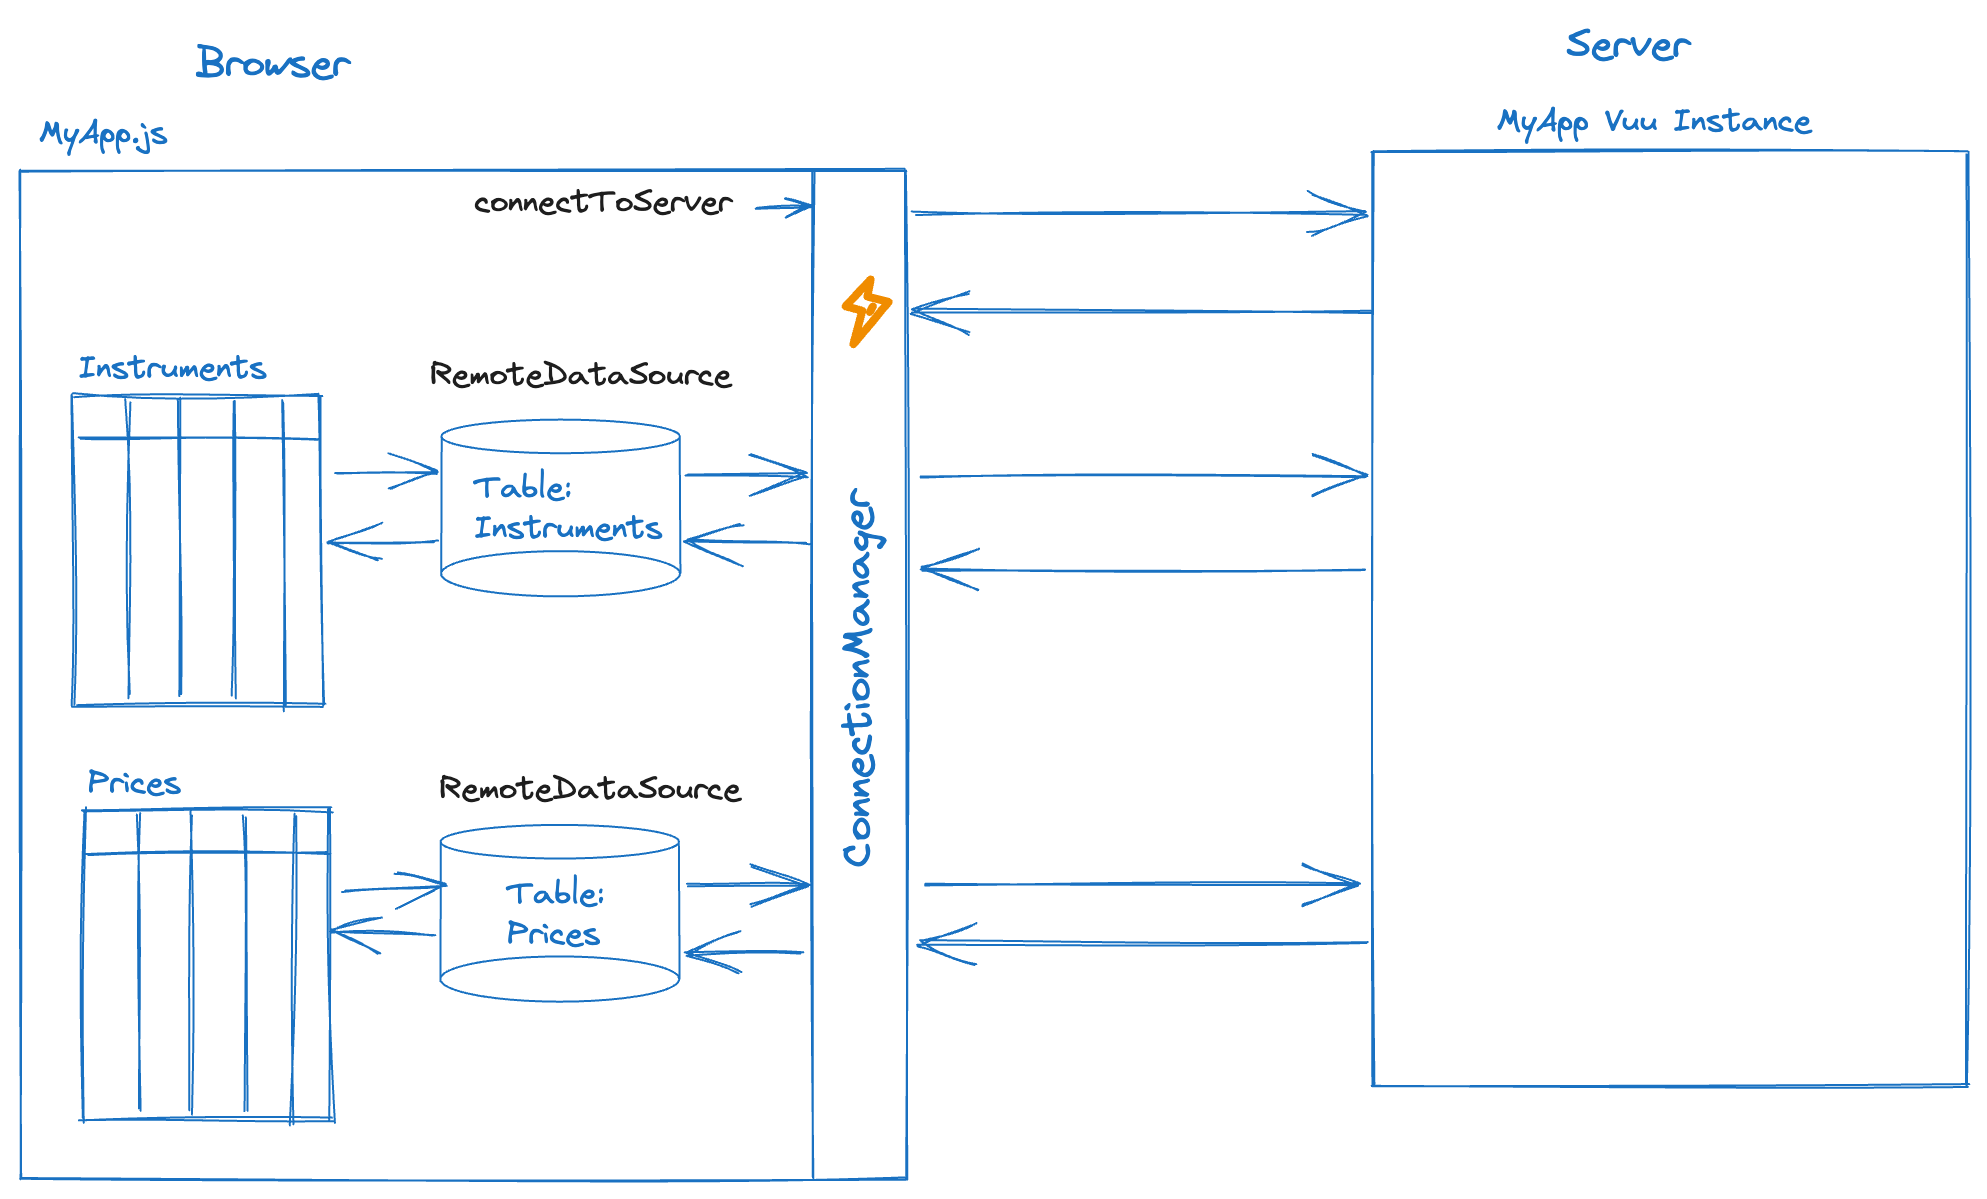 Browser
Server
MyApp.js
MyApp Vuu Instance
connectToServer
Instruments
RemoteDataSource
Table:
Instruments
ConnectionManager
Prices
RemoteDataSource
Table:
Prices